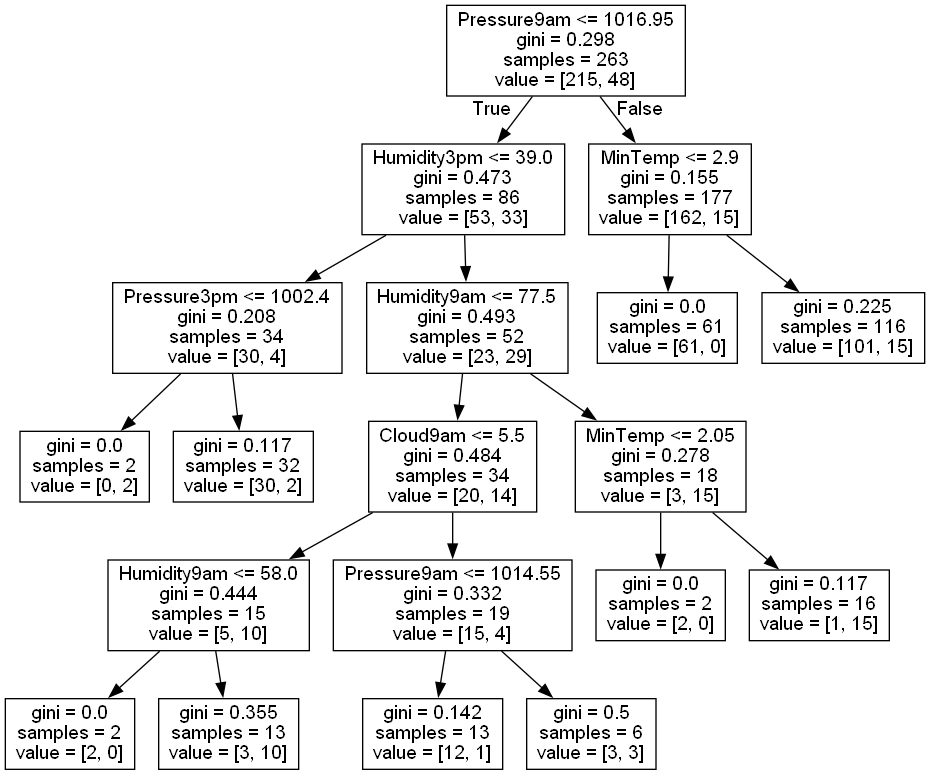 Pressure9am <= 1016.95
gini = 0.298
samples = 263
value = [215, 48]
True
False
Humidity3pm <= 39.0
gini = 0.473
samples = 86
value = [53, 33]
MinTemp <= 2.9
gini = 0.155
samples = 177
value = [162, 15]
Pressure3pm <= 1002.4
gini = 0.208
samples = 34
value = [30, 4]
Humidity9am <= 77.5
gini = 0.493
samples = 52
value = [23, 29]
gini = 0.0
samples = 61
value = [61, 0]
gini = 0.225
samples = 116
value = [101, 15]
gini = 0.0
samples = 2
value = [0, 2]
gini = 0.117
samples = 32
value = [30, 2]
Cloud9am <= 5.5
gini = 0.484
samples = 34
value = [20, 14]
MinTemp <= 2.05
gini = 0.278
samples = 18
value = [3, 15]
Humidity9am <= 58.0
gini = 0.444
samples = 15
value = [5, 10]
Pressure9am <= 1014.55
gini = 0.332
samples = 19
value = [15, 4]
gini = 0.0
samples = 2
value = [2, 0]
gini = 0.117
samples = 16
value = [1, 15]
gini = 0.0
samples = 2
value = [2, 0]
gini = 0.355
samples = 13
value = [3, 10]
gini = 0.142
samples = 13
value = [12, 1]
gini = 0.5
samples = 6
value = [3, 3]